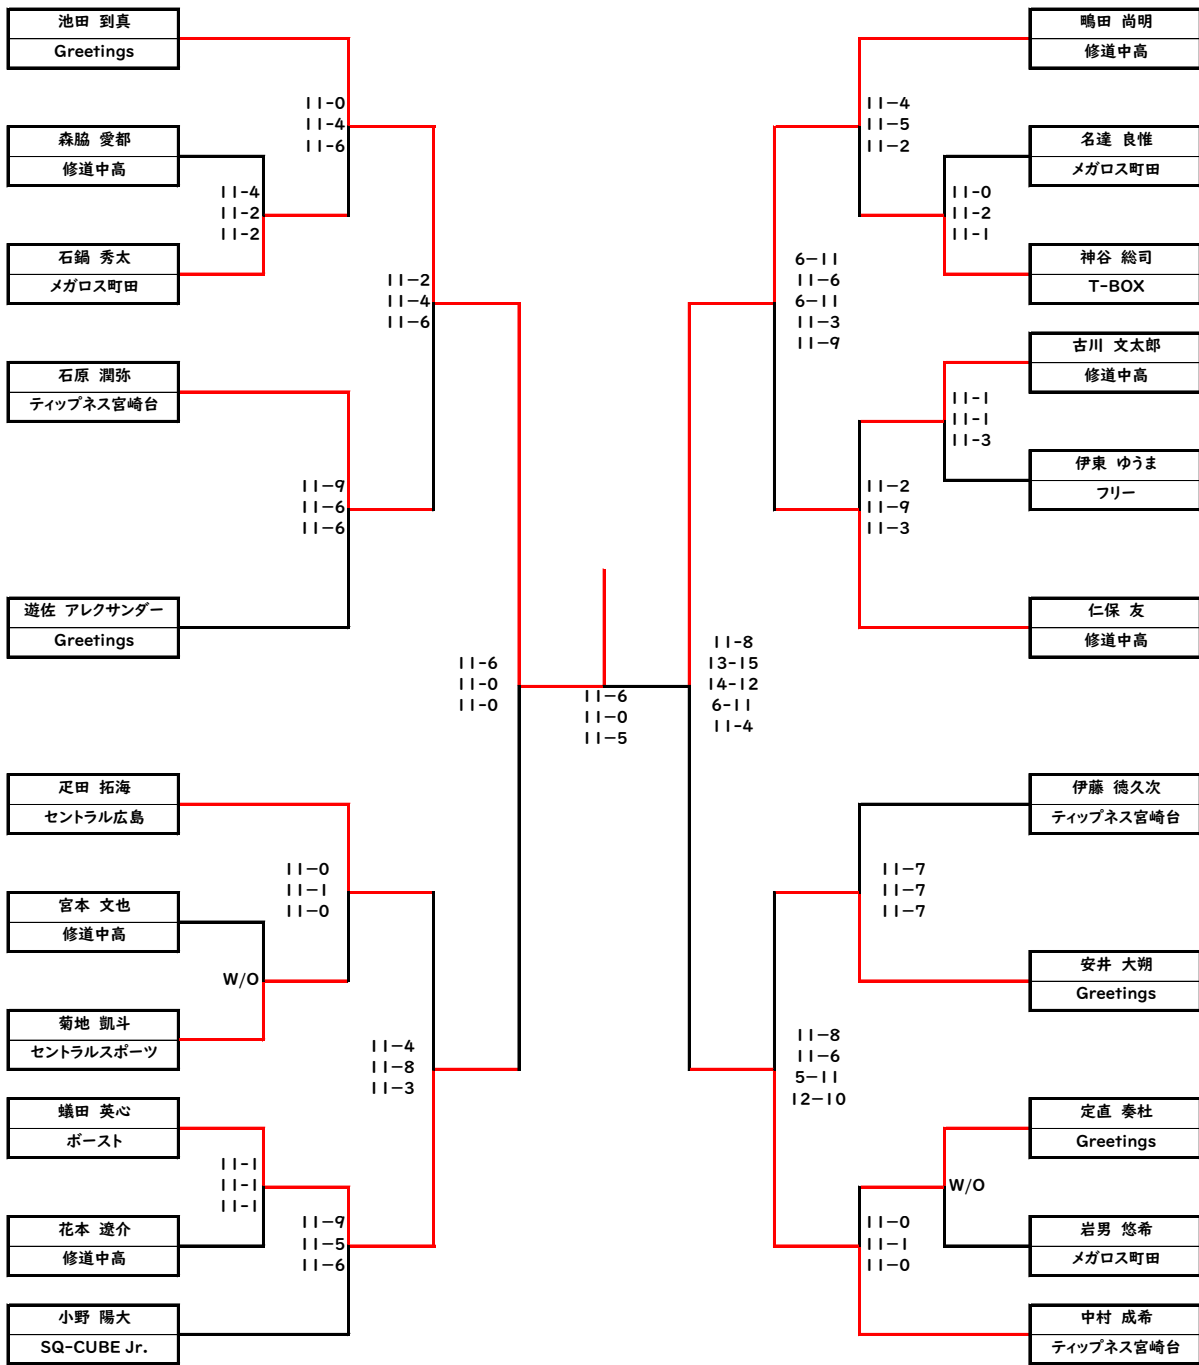 池田 到真
Greetings
森脇 愛都
修道中高
石鍋 秀太
メガロス町田
石原 潤弥
ティップネス宮崎台
遊佐 アレクサンダー
Greetings
疋田 拓海
セントラル広島
宮本 文也
修道中高
菊地 凱斗
セントラルスポーツ
蟻田 英心
ボースト
花本 遼介
修道中高
小野 陽大
SQ-CUBE Jr.
11-0
11-4
11-6
11-4
11-2
11-2
11-2
11-4
11-6
11-9
11-6
11-6
11-6
11-0
11-0
11-0
11-1
11-0
W/O
11-4
11-8
11-3
11-1
11-1
11-1
11-9
11-5
11-6
11-6
11-0
11-5
11-8
13-15
14-12
6-11
11-4
6-11
11-6
6-11
11-3
11-9
11-4
11-5
11-2
11-0
11-2
11-1
11-1
11-1
11-3
11-2
11-9
11-3
11-7
11-7
11-7
11-8
11-6
5-11
12-10
W/O
11-0
11-1
11-0
鴫田 尚明
修道中高
名達 良惟
メガロス町田
神谷 総司
T-BOX
古川 文太郎
修道中高
伊東 ゆうま
フリー
仁保 友
修道中高
伊藤 徳久次
ティップネス宮崎台
安井 大朔
Greetings
定直 奏杜
Greetings
岩男 悠希
メガロス町田
中村 成希
ティップネス宮崎台